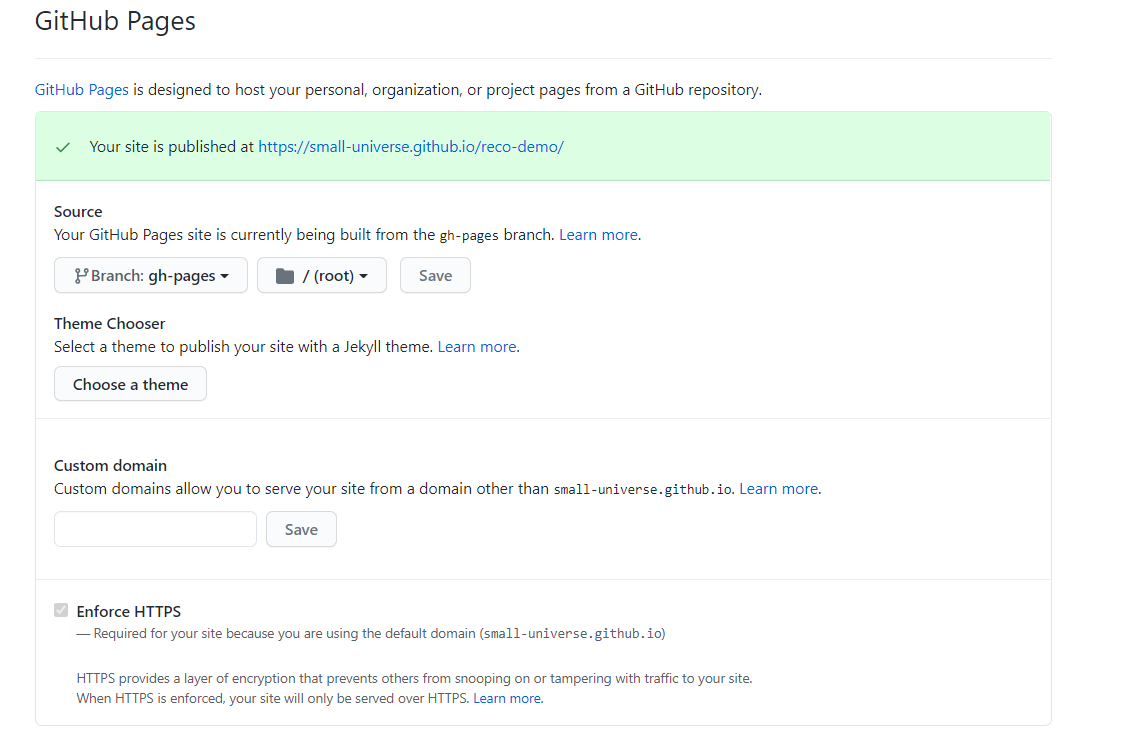 GitHub Pages
GitHub Pages is designed to host your personal, organization, or project pages from a GitHub repository.
Your site is published at https://small-universe.github.io/reco-demo/
Source
Your GitHub Pages site is currently being built from the gh-pages branch. Learn more.
Branch: gh-pages / (root) Save
Theme Chooser
Select a theme to publish your site with a Jekyll theme. Learn more.
Choose a theme
Custom domain
Custom domains allow you to serve your site from a domain other than small-universe.github.io. Learn more.
Save
Enforce HTTPS
— Required for your site because you are using the default domain (small-universe.github.io)
HTTPS provides a layer of encryption that prevents others from snooping on or tampering with traffic to your site.
When HTTPS is enforced, your site will only be served over HTTPS. Learn more.